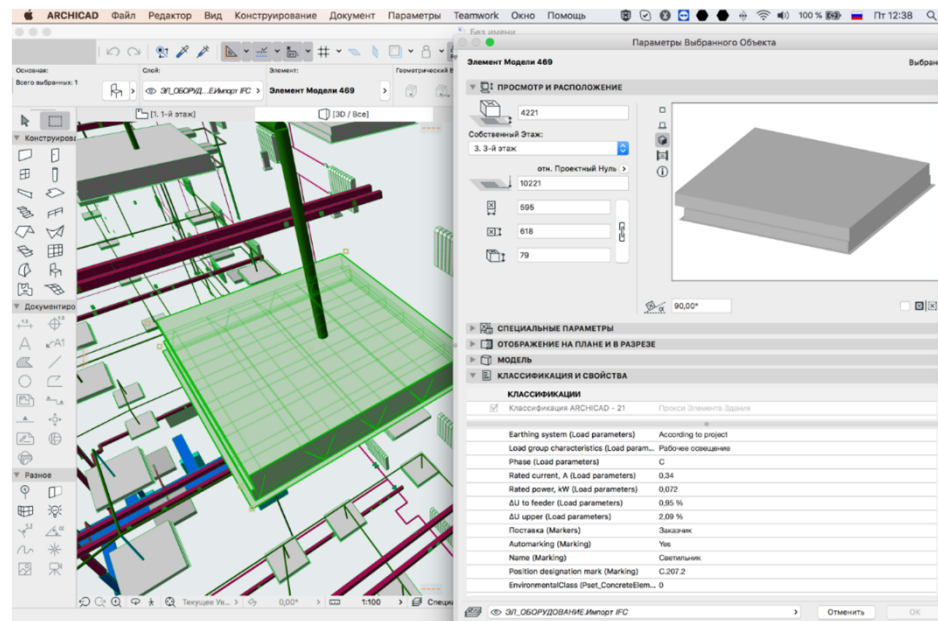 ARCHICAD Файл Редактор Вид Конструирование Документ Параметры Teamwork Окно Помощь 100 % Пт 12:38
Без имени
Параметры Выбранного Объекта
Основная:
Всего выбранных: 1
Слой:
ЭЛ_ОБОРУД...Е.Импорт IFC
Элемент:
Элемент Модели 469
Элемент Модели 469
ПРОСМОТР И РАСПОЛОЖЕНИЕ
[1. 1-й этаж]
[3D / Все]
4221
Собственный Этаж:
3. 3-й этаж
отн. Проектный Нуль
10221
595
618
79
90,00°
Документиро
A1
СПЕЦИАЛЬНЫЕ ПАРАМЕТРЫ
ОТОБРАЖЕНИЕ НА ПЛАНЕ И В РАЗРЕЗЕ
МОДЕЛЬ
КЛАССИФИКАЦИЯ И СВОЙСТВА
КЛАССИФИКАЦИИ
Классификация ARCHICAD - 21 Прокси Элемента Здания
Earthing system (Load parameters) According to project
Load group characteristics (Load param... Рабочее освещение
Phase (Load parameters) C
Rated current, A (Load parameters) 0,34
Rated power, kW (Load parameters) 0,072
ΔU to feeder (Load parameters) 0,95 %
ΔU upper (Load parameters) 2,09 %
Поставка (Markers) Заказчик
Automarking (Marking) Yes
Name (Marking) Светильник
Position designation mark (Marking) C.207.2
EnvironmentalClass (Pset_ConcreteElem... 0
Разное
0,00°
1:100
ЭЛ_ОБОРУДОВАНИЕ.Импорт IFC
Отменить
OK